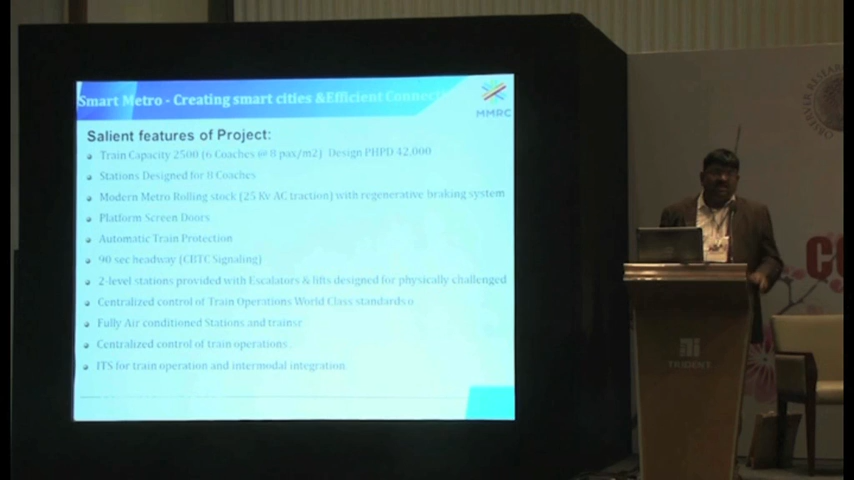 Smart Metro - Creating smart cities &Efficient
MMRC
Salient features of Project:
Train Capacity 2500 (6 Coaches @ 8 pax/m2) Design PHPD 42,000
Stations Designed for 8 Coaches
Modern Metro Rolling stock (25 Kv AC traction) with regenerative braking system
Platform Screen Doors
Automatic Train Protection
90 sec headway (CBTC Signaling)
2-level stations provided with Escalators & lifts designed for physically challenged
Centralized control of Train Operations World Class standards o
Fully Air conditioned Stations and trainsr
Centralized control of train operations .
ITS for train operation and intermodal integration
OBSERVER RESEARCH
CO
TRIDENT